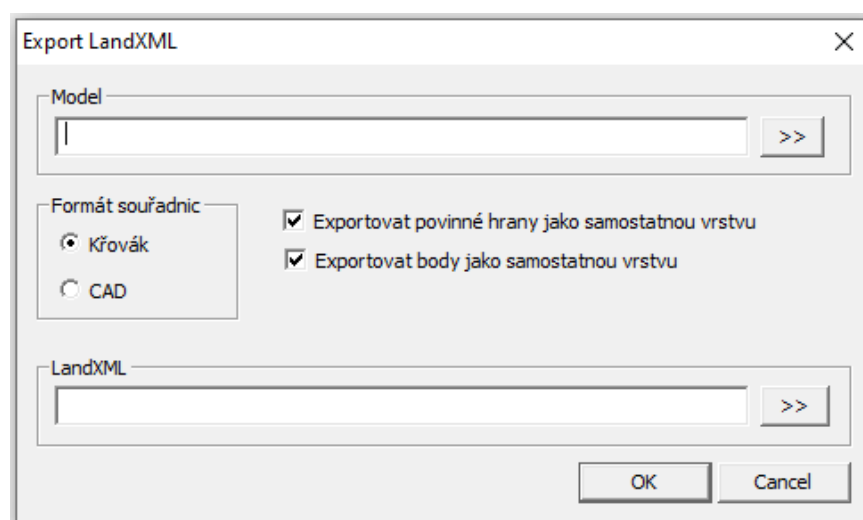 Export LandXML
Model
>>
Formát souřadnic
Křovák
CAD
Exportovat povinné hrany jako samostatnou vrstvu
Exportovat body jako samostatnou vrstvu
LandXML
>>
OK
Cancel